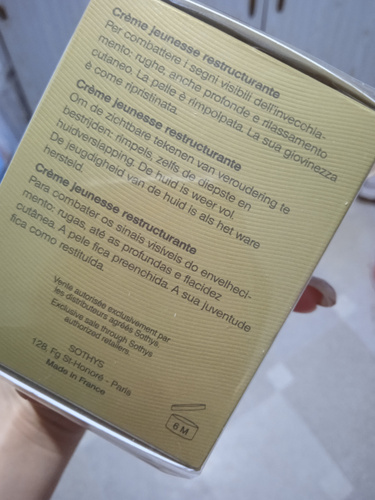 Crème jeunesse restructurante
Per combattere i segni visibili dell'invecchia-
mento: rughe, anche profonde e rilassamento
cutaneo. La pelle è rimpolpata. La sua giovinezza
è come ripristinata.
Crème jeunesse restructurante
Om de zichtbare tekenen van veroudering te
bestrijden: rimpels, zelfs de diepste en
huidverslapping. De huid is weer vol.
De jeugdigheid van de huid is als het ware
hersteld.
Crème jeunesse restructurante
Para combater os sinais visíveis do envelheci-
mento: rugas, até as profundas e flacidez
cutânea. A pele fica preenchida. A sua juventude
fica como restituída.
Vente autorisée exclusivement par
les distributeurs agréés Sothys.
Exclusive sale through Sothys
authorized retailers.
SOTHYS
128, Fg St-Honoré - Paris
Made in France
6 M